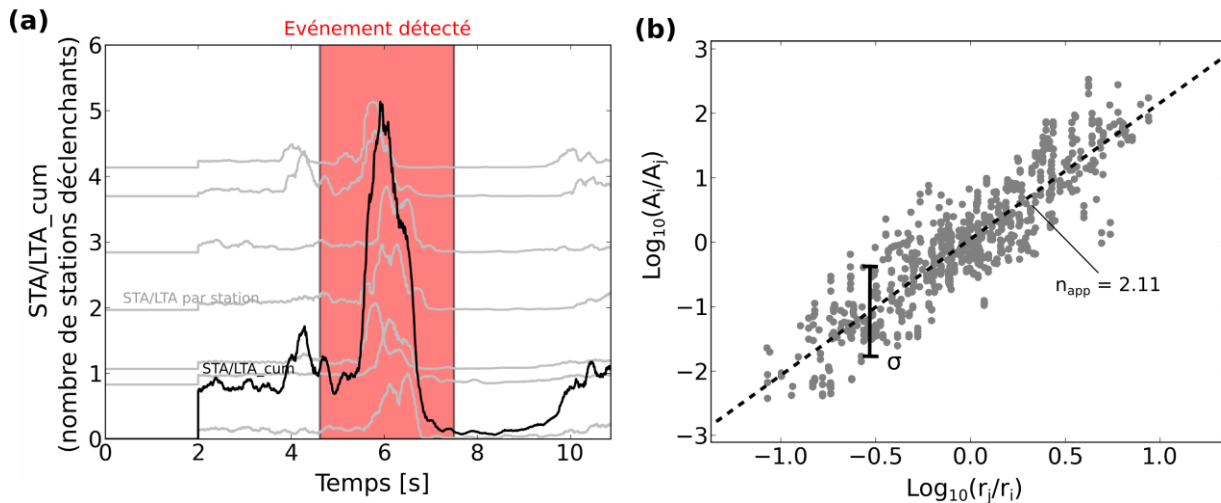 (a)
Evénement détecté
STA/LTA_cum
(nombre de stations déclenchants)
6
5
4
3
2
1
0
STA/LTA par station
STA/LTA_cum
0 2 4 6 8 10
Temps [s]
(b)
Log10(Ai/Aj)
3
2
1
0
−1
−2
−3
napp = 2.11
σ
−1.0 −0.5 0.0 0.5 1.0
Log10(rj/ri)